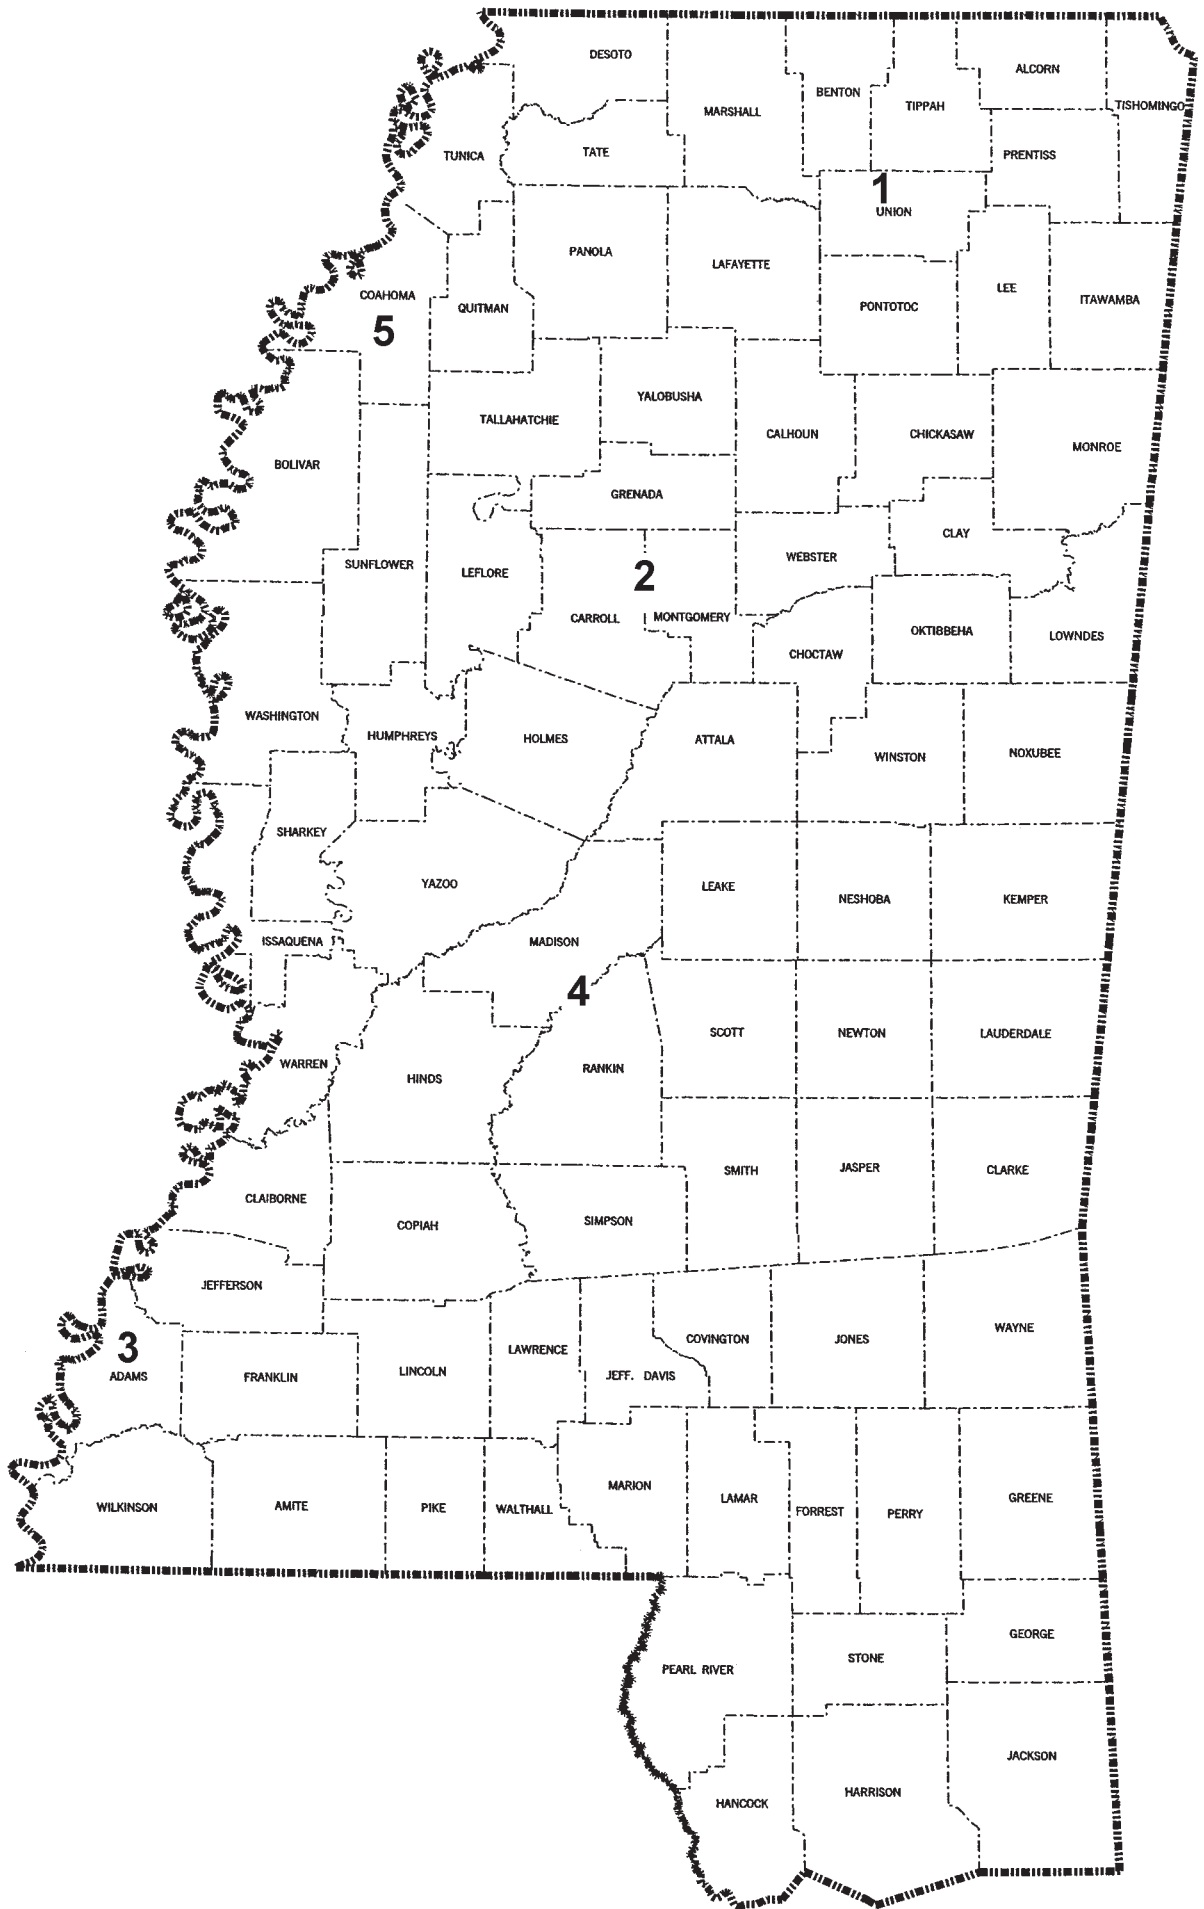 DESOTO
ALCORN
BENTON
TIPPAH
TISHOMINGO
MARSHALL
TUNICA
TATE
PRENTISS
1
UNION
PANOLA
LAFAYETTE
COAHOMA
QUITMAN
PONTOTOC
LEE
ITAWAMBA
5
YALOBUSHA
TALLAHATCHIE
CALHOUN
CHICKASAW
MONROE
BOLIVAR
GRENADA
CLAY
WEBSTER
SUNFLOWER
LEFLORE
2
CARROLL
MONTGOMERY
OKTIBBEHA
LOWNDES
CHOCTAW
WASHINGTON
HUMPHREYS
HOLMES
ATTALA
WINSTON
NOXUBEE
SHARKEY
YAZOO
LEAKE
NESHOBA
KEMPER
ISSAQUENA
MADISON
4
SCOTT
NEWTON
LAUDERDALE
WARREN
HINDS
RANKIN
SMITH
JASPER
CLARKE
CLAIBORNE
COPIAH
SIMPSON
JEFFERSON
3
ADAMS
FRANKLIN
LINCOLN
LAWRENCE
JEFF. DAVIS
COVINGTON
JONES
WAYNE
WILKINSON
AMITE
PIKE
WALTHALL
MARION
LAMAR
FORREST
PERRY
GREENE
GEORGE
STONE
PEARL RIVER
JACKSON
HANCOCK
HARRISON